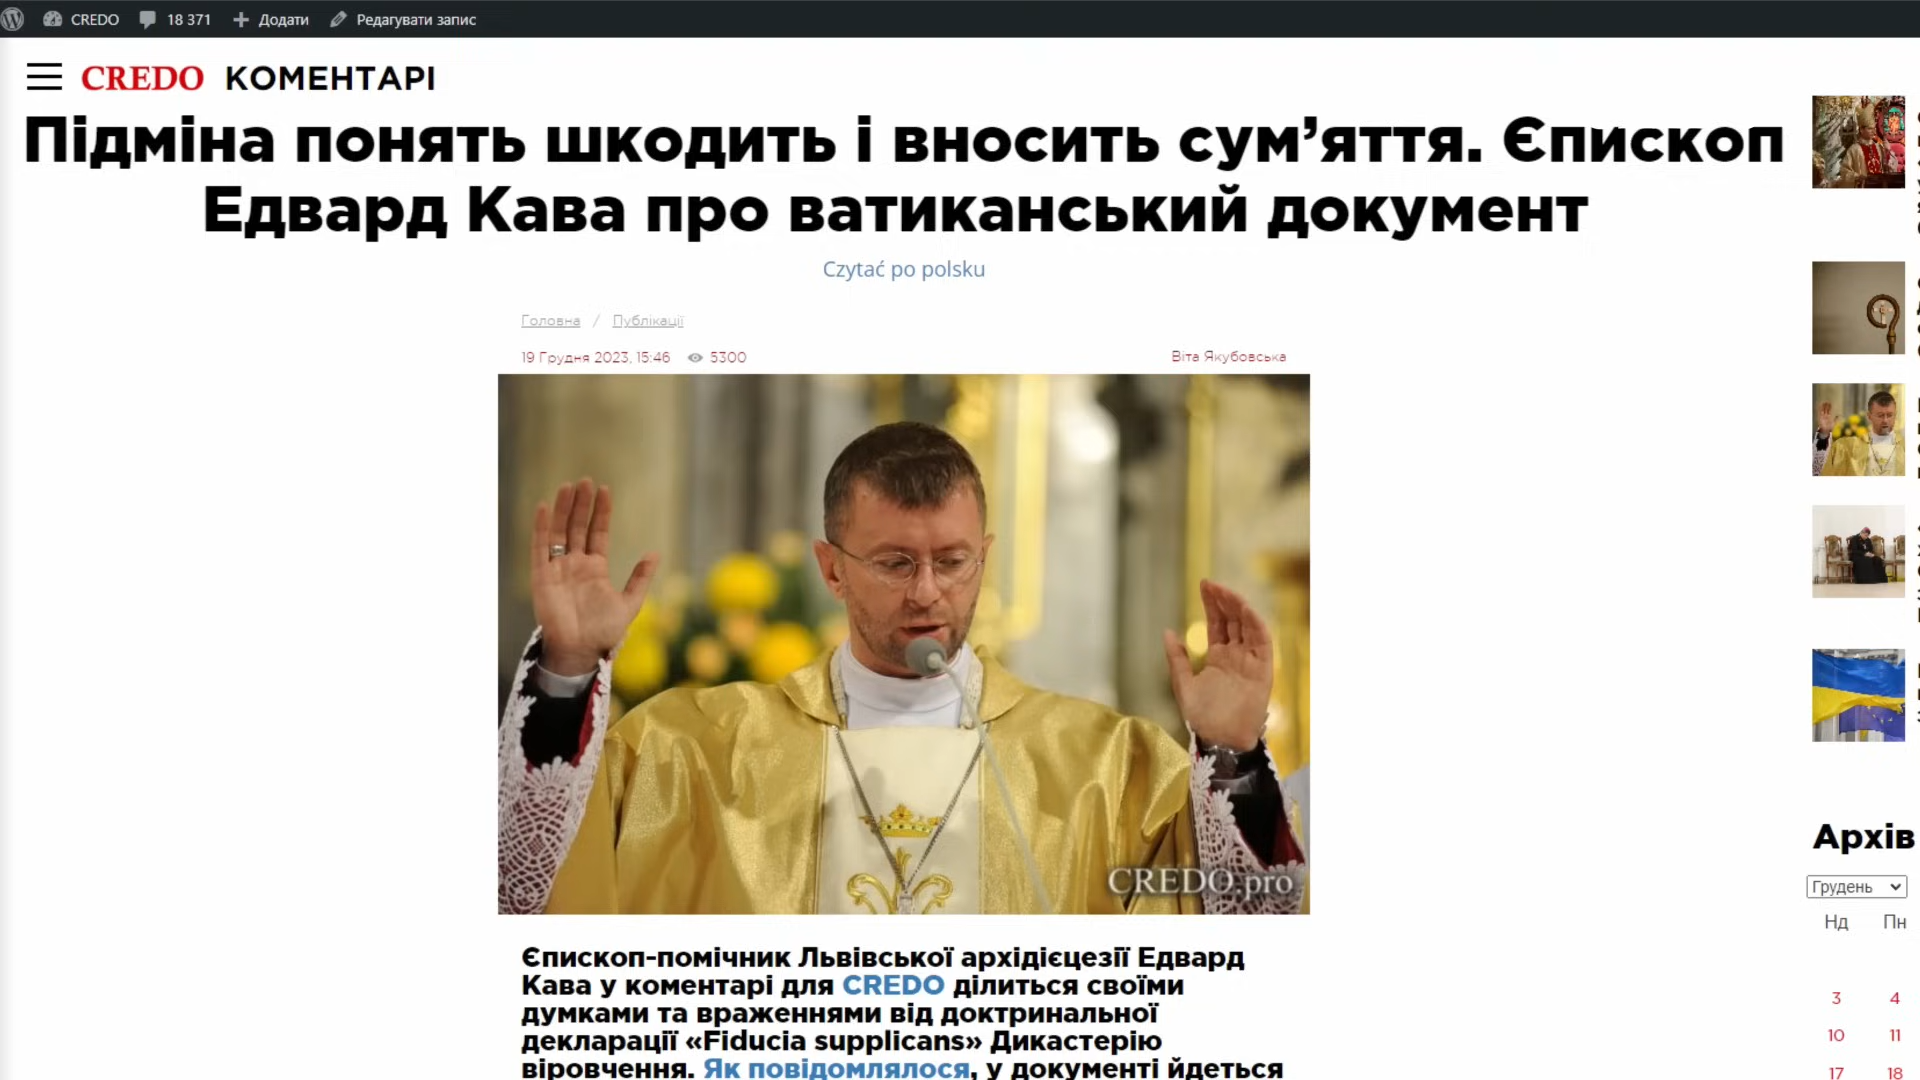 CREDO 18 371 Додати Редагувати запис
CREDO КОМЕНТАРІ
Підміна понять шкодить і вносить сум’яття. Єпископ
Едвард Кава про ватиканський документ
Czytać po polsku
Головна / Публікації
19 Грудня 2023, 15:46 5300 Віта Якубовська
CREDO.pro
Єпископ-помічник Львівської архідієцезії Едвард
Кава у коментарі для CREDO ділиться своїми
думками та враженнями від доктринальної
декларації «Fiducia supplicans» Дикастерію
віровчення. Як повідомлялося, у документі йдеться
Архів
Грудень
Нд Пн
3 4
10 11
17 18